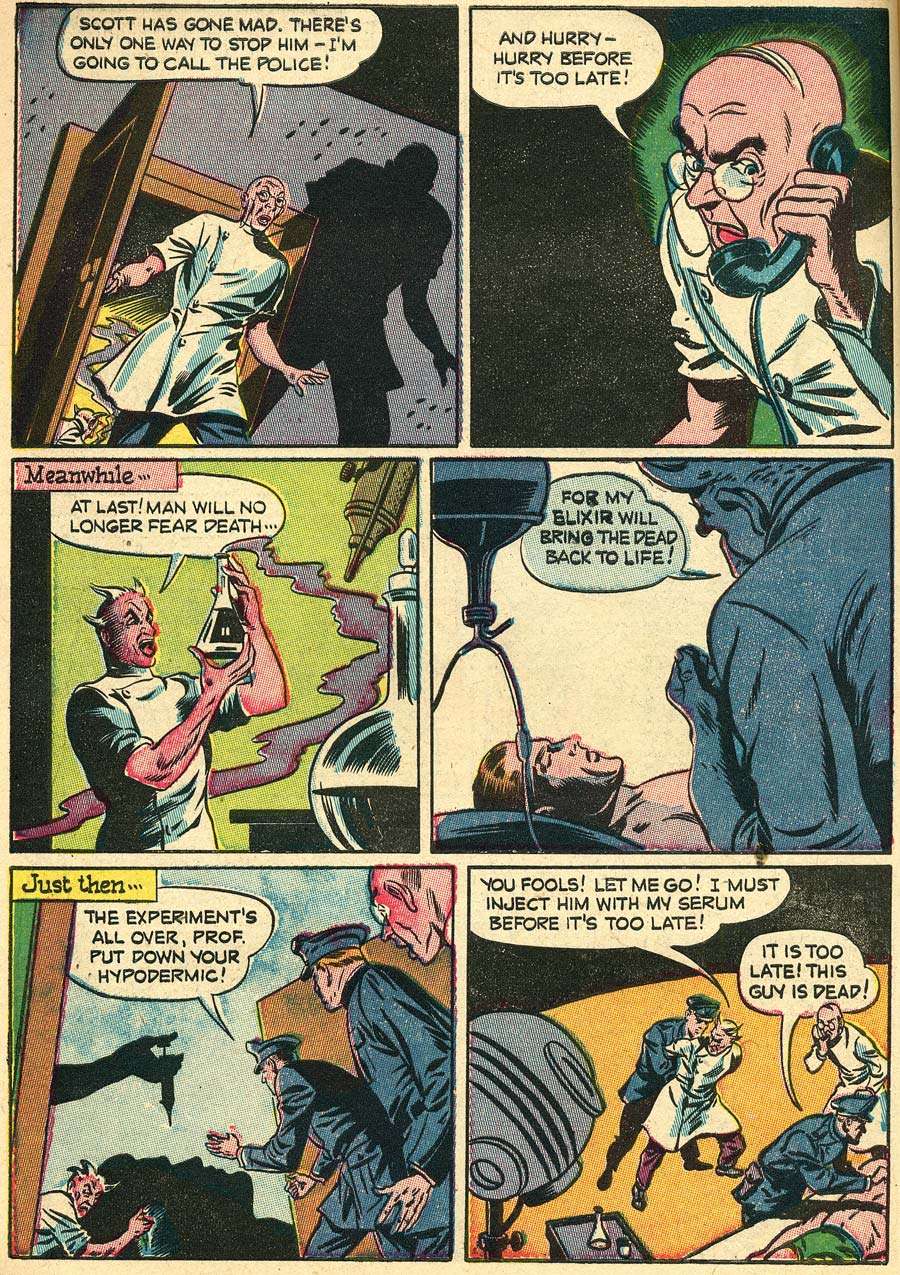 SCOTT HAS GONE MAD. THERE'S
ONLY ONE WAY TO STOP HIM – I'M
GOING TO CALL THE POLICE!
AND HURRY –
HURRY BEFORE
IT'S TOO LATE!
Meanwhile...
AT LAST! MAN WILL NO
LONGER FEAR DEATH...
FOR MY
ELIXIR WILL
BRING THE DEAD
BACK TO LIFE!
Just then...
THE EXPERIMENT'S
ALL OVER, PROF.
PUT DOWN YOUR
HYPODERMIC!
YOU FOOLS! LET ME GO! I MUST
INJECT HIM WITH MY SERUM
BEFORE IT'S TOO LATE!
IT IS TOO
LATE! THIS
GUY IS DEAD!